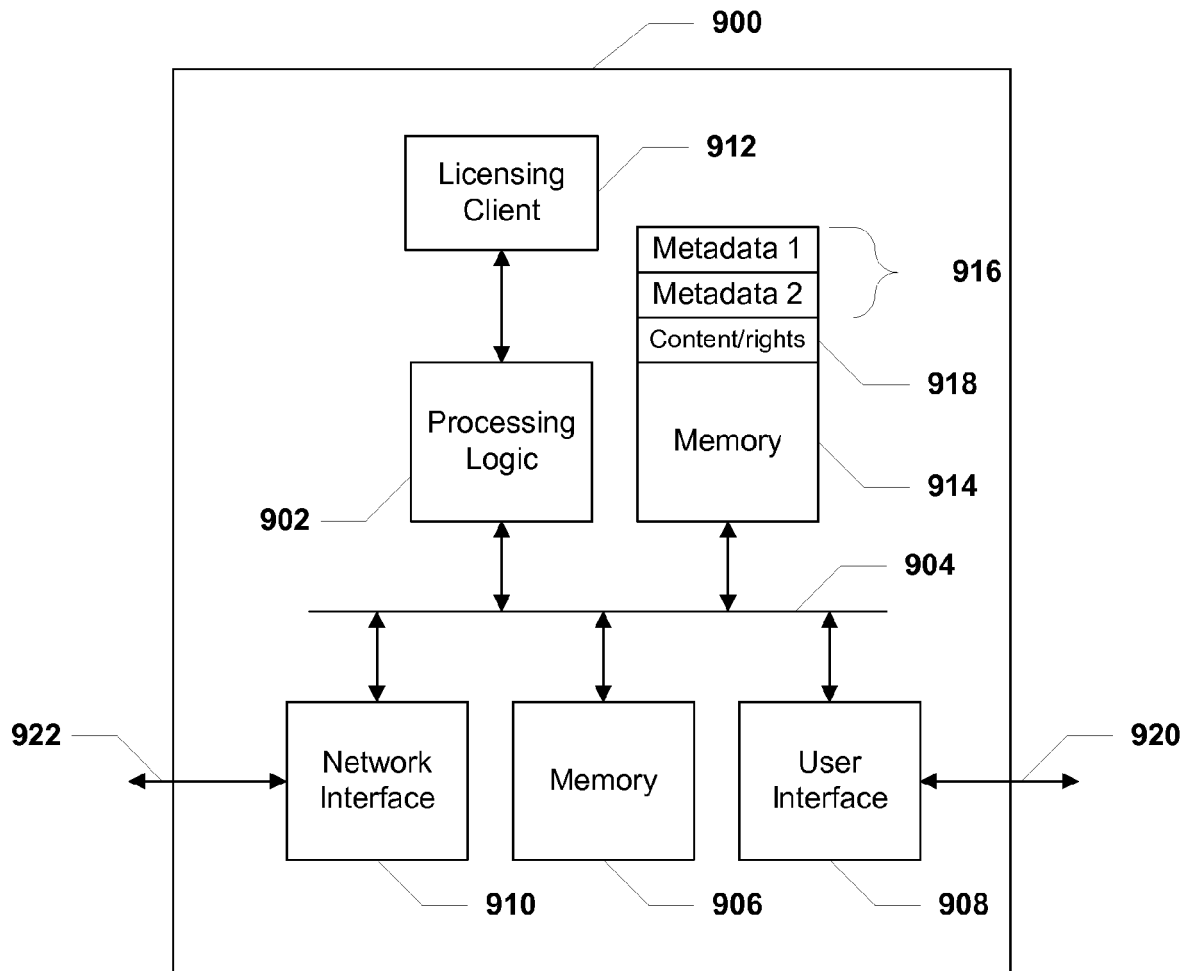 900
Licensing
Client
912
Metadata 1
Metadata 2
916
Content/rights
918
Processing
Logic
902
Memory
914
904
922
Network
Interface
910
Memory
906
User
Interface
908
920